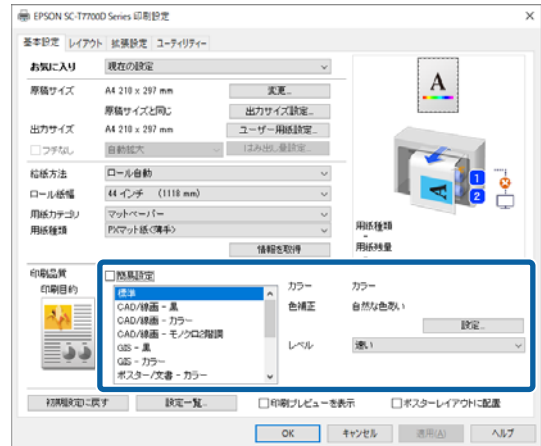 EPSON SC-T7700D Series 印刷設定
基本設定 レイアウト 拡張設定 ユーティリティー
お気に入り 現在の設定
原稿サイズ A4 210 x 297 mm 変更...
原稿サイズと同じ 出力サイズ設定...
出力サイズ A4 210 x 297 mm ユーザー用紙設定...
フチなし 自動拡大 はみ出し量設定...
給紙方法 ロール自動
ロール紙幅 44 インチ (1118 mm)
用紙カテゴリ マットペーパー
用紙種類 PXマット紙<薄手>
情報を取得
A
1
2
用紙種類
-
用紙残量
-
印刷品質
印刷目的
簡易設定
標準
CAD/線画 - 黒
CAD/線画 - カラー
CAD/線画 - モノクロ2階調
GIS - 黒
GIS - カラー
ポスター/文書 - カラー
カラー カラー
色補正 自然な色あい
設定...
レベル 速い
初期設定に戻す 設定一覧... 印刷プレビューを表示 ポスターレイアウトに配置
OK キャンセル 適用(A) ヘルプ